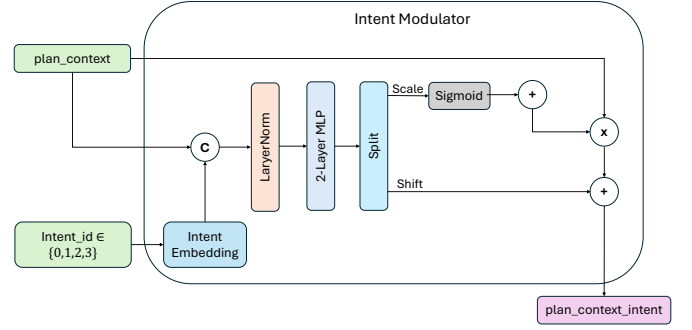 Intent Modulator
plan_context
Scale
Sigmoid
+
C
LaryerNorm
2-Layer MLP
Split
x
Shift
+
Intent_id ∈
{0,1,2,3}
Intent
Embedding
plan_context_intent